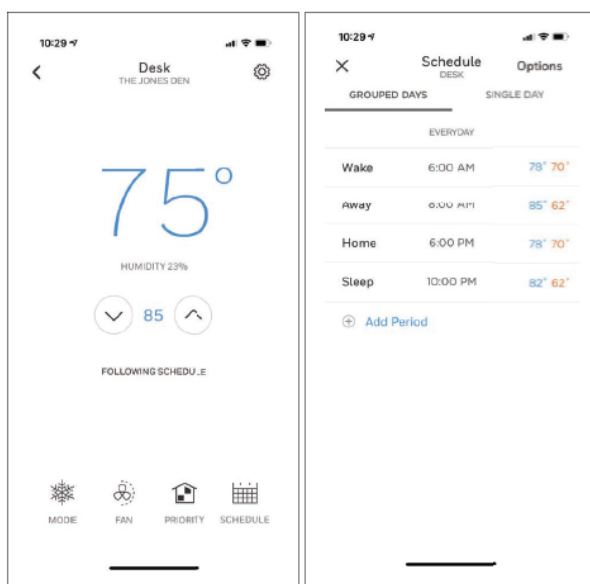 10:29
Desk
THE JONES DEN
75°
HUMIDITY 23%
85
FOLLOWING SCHEDULE
MODE FAN PRIORITY SCHEDULE
10:29
Schedule Options
DESK
GROUPED DAYS SINGLE DAY
EVERYDAY
Wake 6:00 AM 78° 70°
Away 8:00 AM 85° 62°
Home 6:00 PM 78° 70°
Sleep 10:00 PM 82° 62°
Add Period